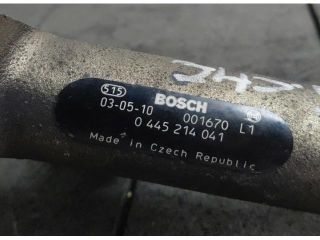 515
03-05-10 BOSCH 001670 L1
0 445 214 041
Made in Czech Republic